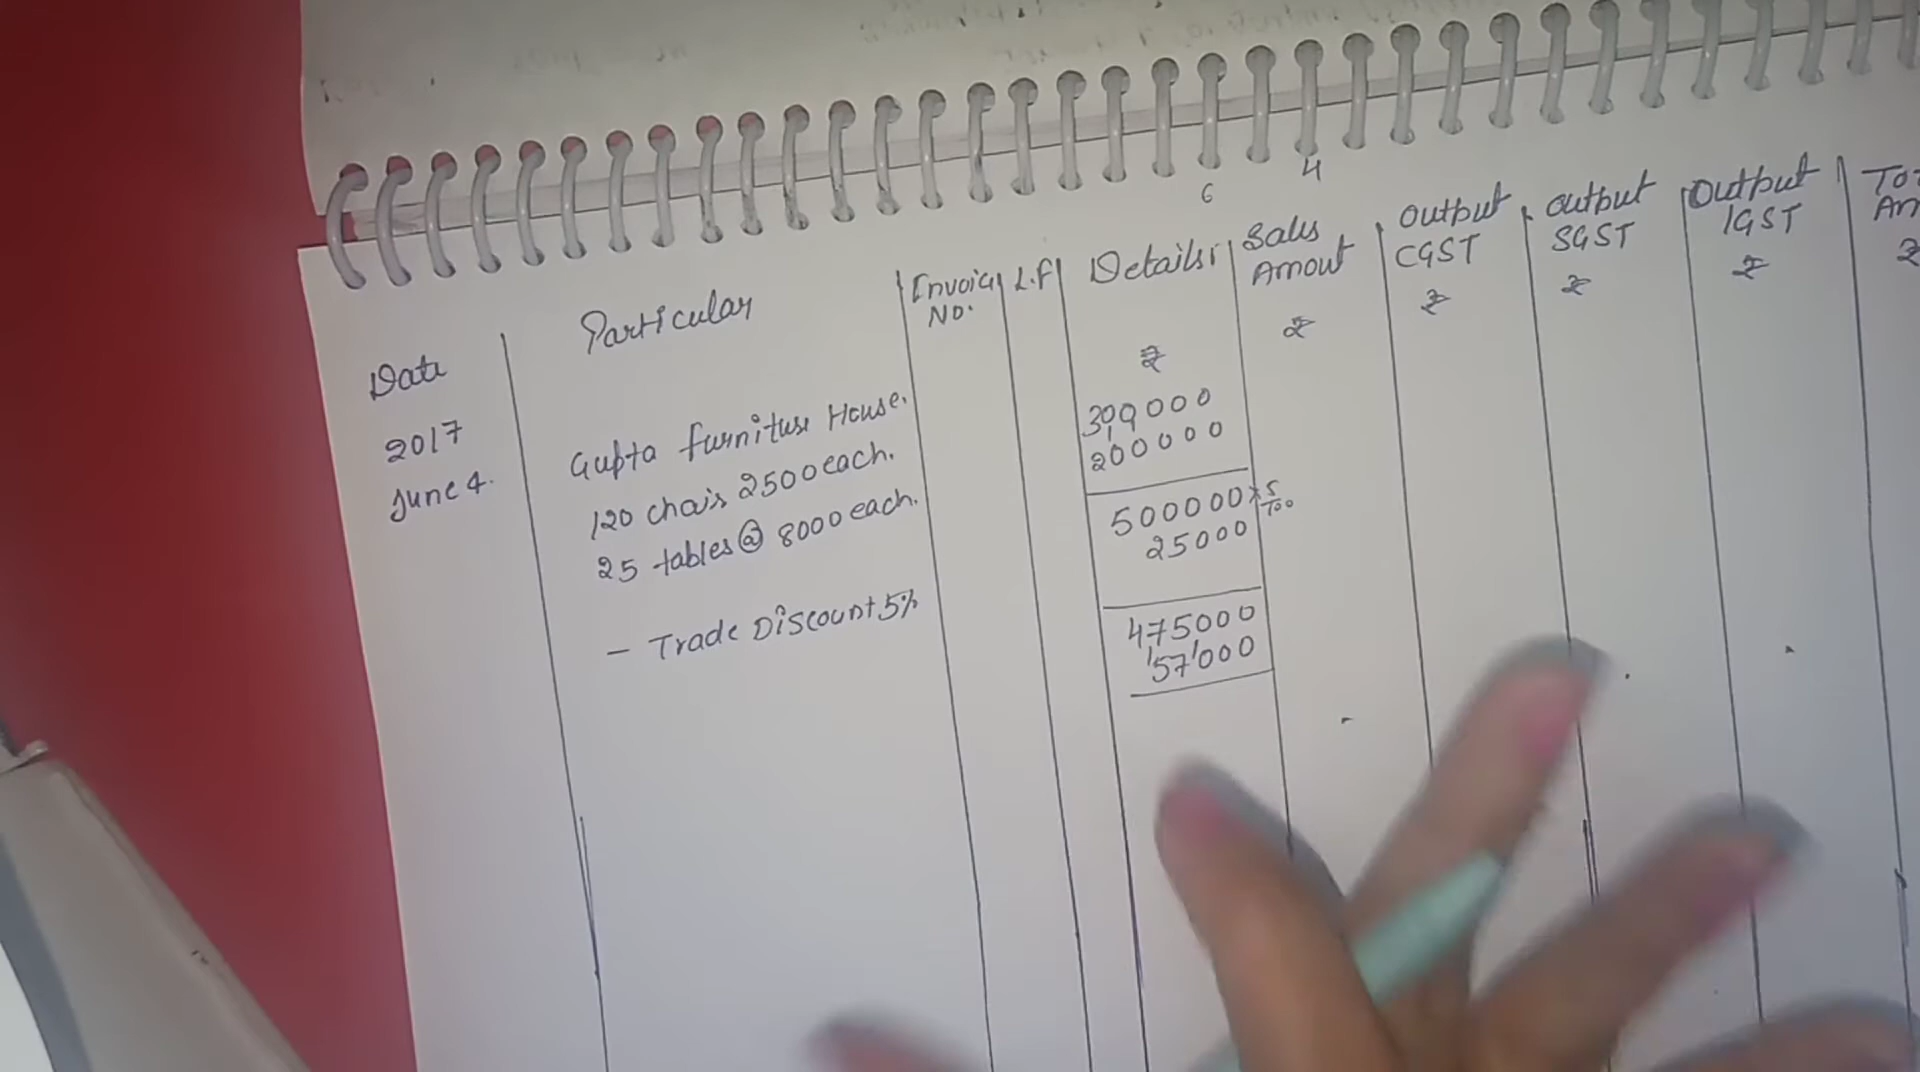 6 4
Date
Particular
Invoice No.
L.F
Details
Sales Amout
Output CGST
Output SGST
Output IGST
₹ ₹ ₹ ₹ ₹ ₹
2017
June 4.
Gupta furniture House.
120 chais 2500 each. 300000
25 tables @ 8000 each. 200000
500000 × 5/100
25000
- Trade Discount 5%
475000
57000